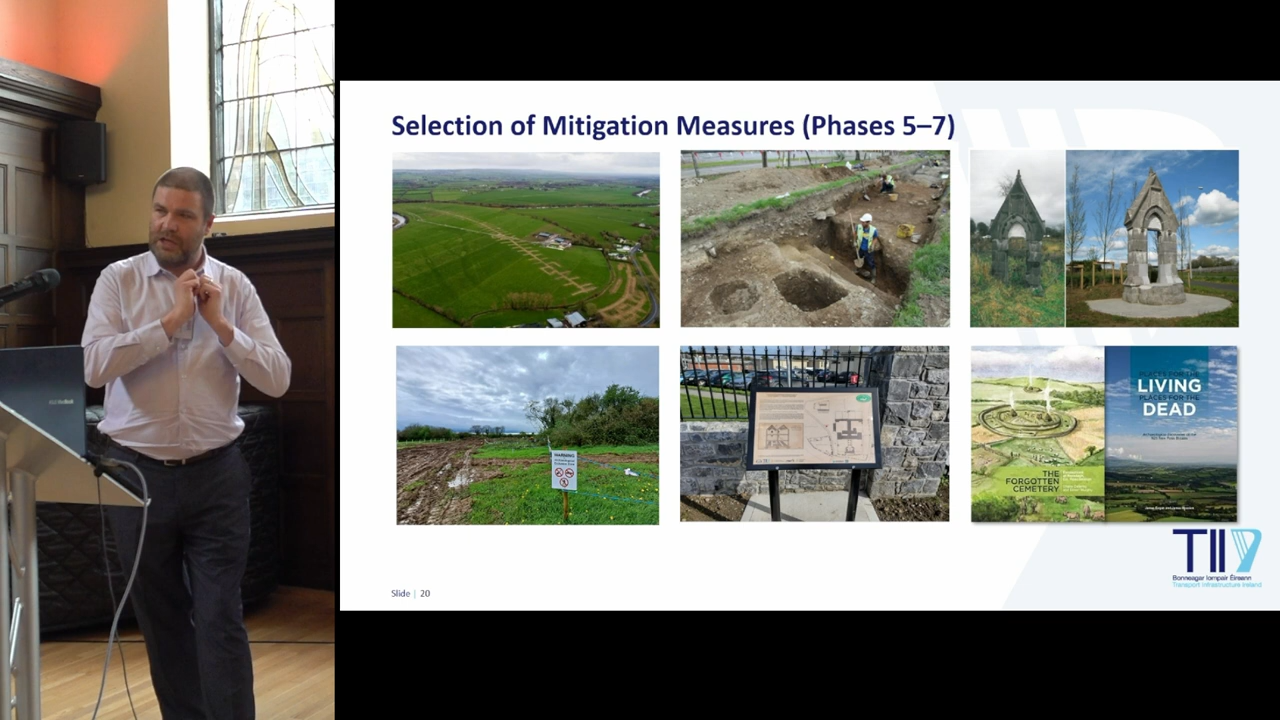 Selection of Mitigation Measures (Phases 5–7)
WARNING
THE
FORGOTTEN
CEMETERY
PLACES FOR THE
LIVING
PLACES FOR THE
DEAD
TII
Bonneagar Iompair Éireann
Transport Infrastructure Ireland
Slide | 20